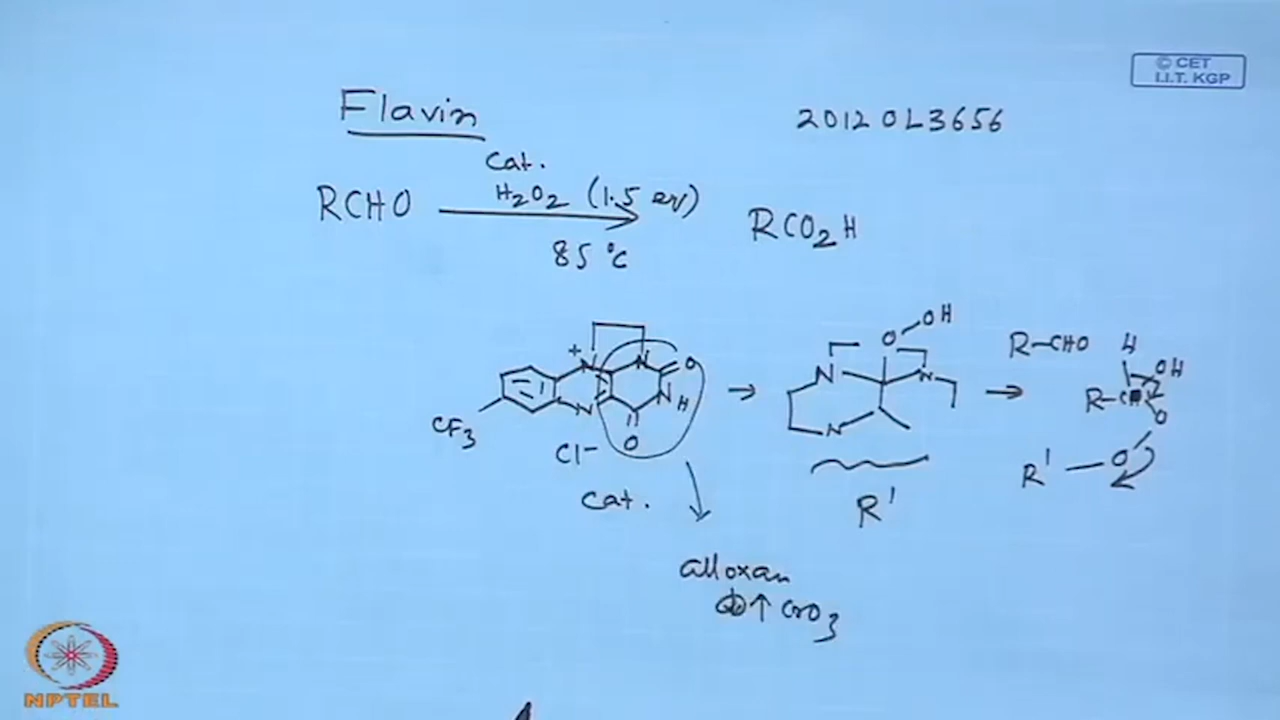 © CET
I.I.T. KGP
Flavin
2012 OL 3656
Cat.
RCHO
H2O2 (1.5 eq)
RCO2H
85 °C
OH
O
R-CHO
H
+
N
N
O
N
N
OH
R-C
N
H
N
O
CF3
Cl-
O
N
R'-O
Cat.
R'
alloxan
↑ CrO3
NPTEL